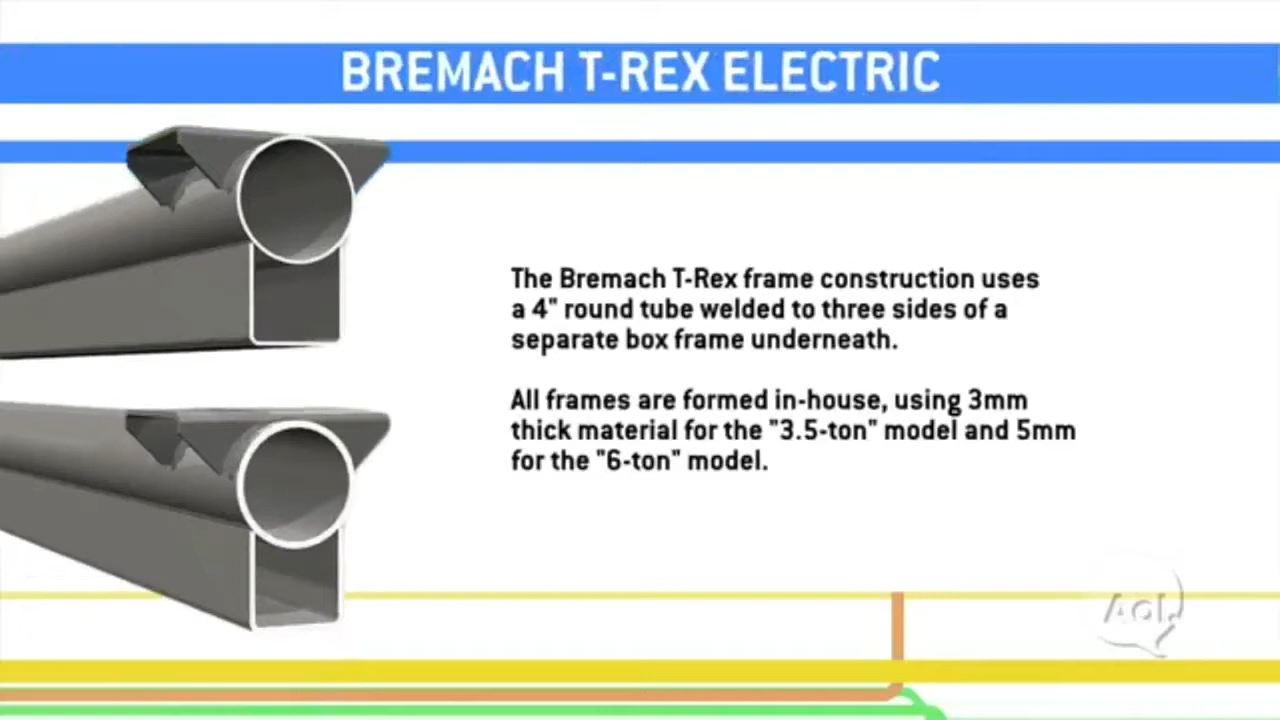 BREMACH T-REX ELECTRIC
The Bremach T-Rex frame construction uses
a 4" round tube welded to three sides of a
separate box frame underneath.
All frames are formed in-house, using 3mm
thick material for the "3.5-ton" model and 5mm
for the "6-ton" model.
Aol.